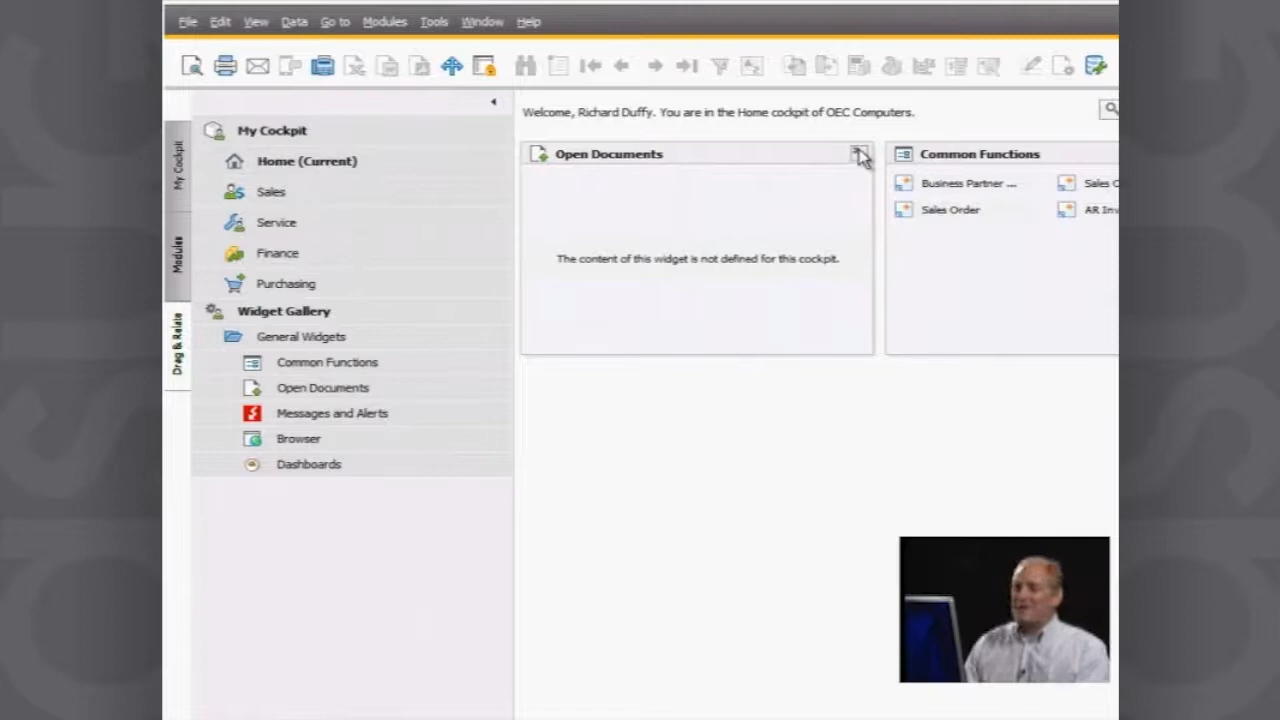 File Edit View Data Go to Modules Tools Window Help
Welcome, Richard Duffy. You are in the Home cockpit of OEC Computers.
My Cockpit
Modules
Drag & Relate
My Cockpit
Home (Current)
Sales
Service
Finance
Purchasing
Widget Gallery
General Widgets
Common Functions
Open Documents
Messages and Alerts
Browser
Dashboards
Open Documents
The content of this widget is not defined for this cockpit.
Common Functions
Business Partner ... Sales O
Sales Order AR Inv